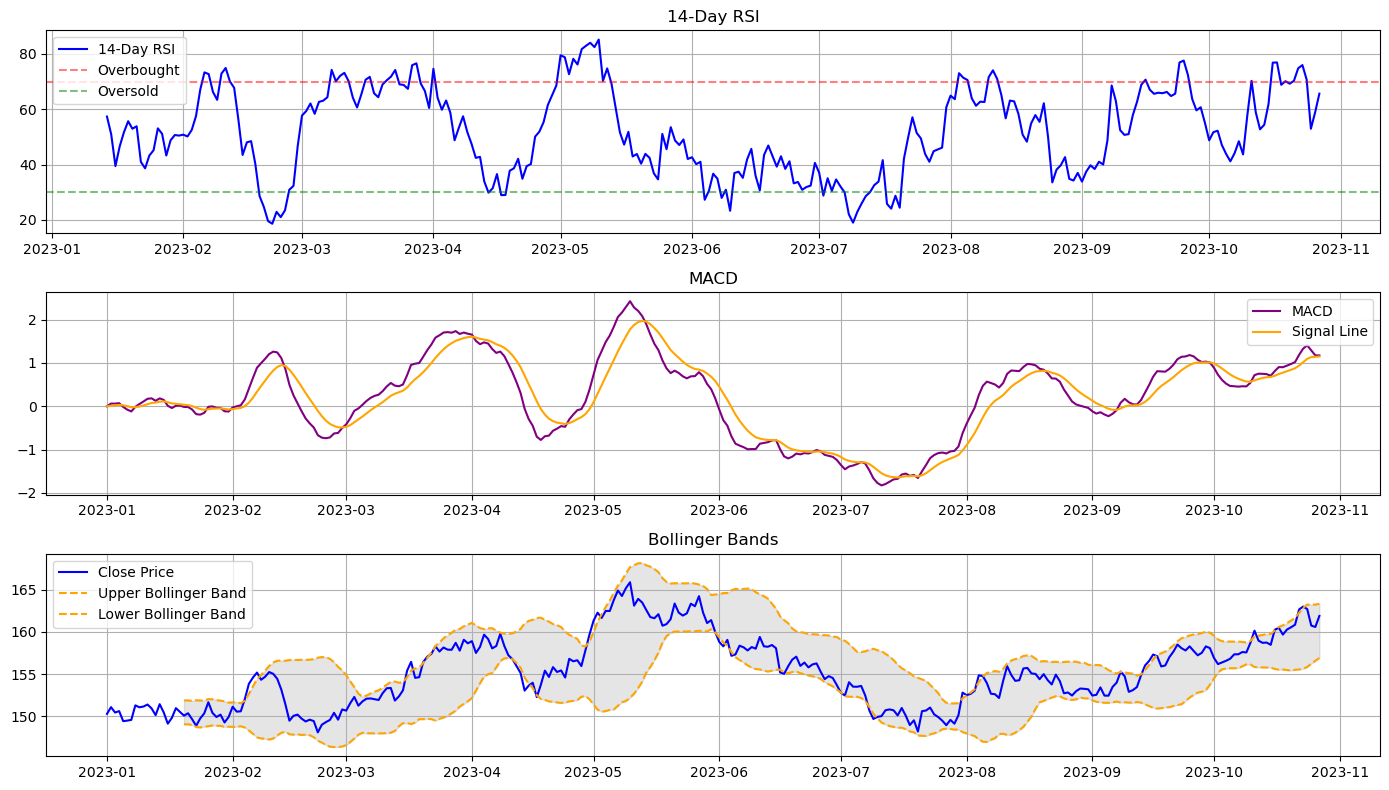 14-Day RSI
14-Day RSI
Overbought
Oversold
80
60
40
20
2023-01 2023-02 2023-03 2023-04 2023-05 2023-06 2023-07 2023-08 2023-09 2023-10 2023-11
MACD
MACD
Signal Line
2
1
0
−1
−2
2023-01 2023-02 2023-03 2023-04 2023-05 2023-06 2023-07 2023-08 2023-09 2023-10 2023-11
Bollinger Bands
Close Price
Upper Bollinger Band
Lower Bollinger Band
165
160
155
150
2023-01 2023-02 2023-03 2023-04 2023-05 2023-06 2023-07 2023-08 2023-09 2023-10 2023-11